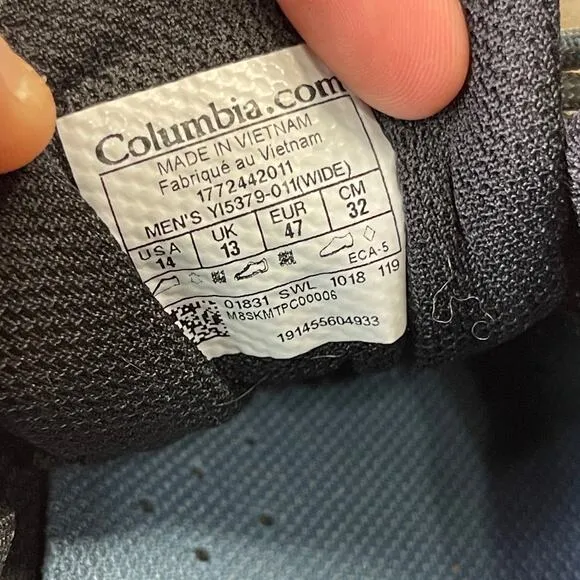 Columbia.com
MADE IN VIETNAM
Fabriqué au Vietnam
1772442011
MEN'S YI5379-011(WIDE)
USA UK EUR CM
14 13 47 32
ECA-5
01831 SWL 1018 119
M8SKMTPC00006
191455604933